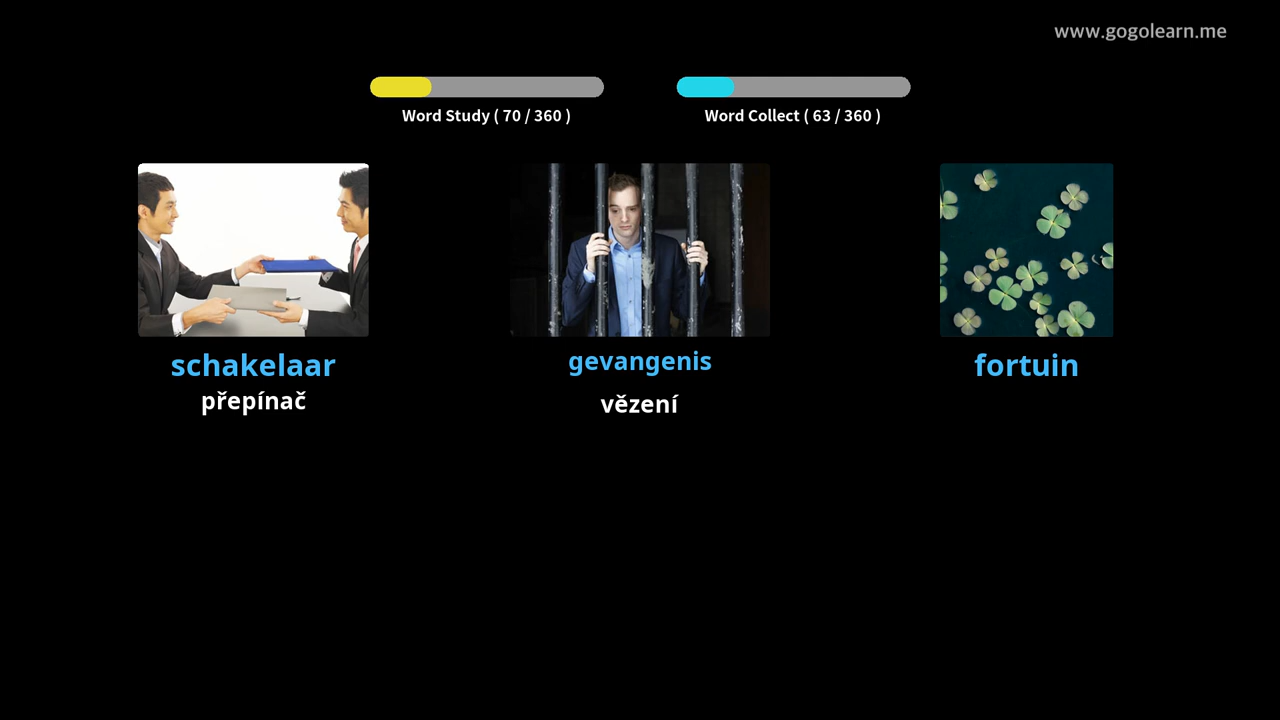 www.gogolearn.me
Word Study ( 70 / 360 )
Word Collect ( 63 / 360 )
schakelaar
přepínač
gevangenis
vězení
fortuin